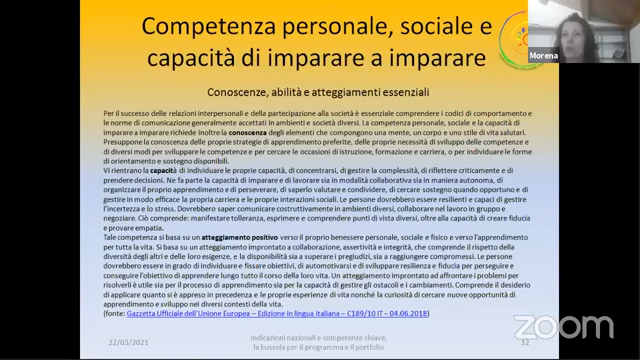 Competenza personale, sociale e
capacità di imparare a imparare
Morena
Conoscenze, abilità e atteggiamenti essenziali
Per il successo delle relazioni interpersonali e della partecipazione alla società è essenziale comprendere i codici di comportamento e
le norme di comunicazione generalmente accettati in ambienti e società diversi. La competenza personale, sociale e la capacità di
imparare a imparare richiede inoltre la conoscenza degli elementi che compongono una mente, un corpo e uno stile di vita salutari.
Presuppone la conoscenza delle proprie strategie di apprendimento preferite, delle proprie necessità di sviluppo delle competenze e
di diversi modi per sviluppare le competenze e per cercare le occasioni di istruzione, formazione e carriera, o per individuare le forme
di orientamento e sostegno disponibili.
Vi rientrano la capacità di individuare le proprie capacità, di concentrarsi, di gestire la complessità, di riflettere criticamente e di
prendere decisioni. Ne fa parte la capacità di imparare e di lavorare sia in modalità collaborativa sia in maniera autonoma, di
organizzare il proprio apprendimento e di perseverare, di saperlo valutare e condividere, di cercare sostegno quando opportuno e di
gestire in modo efficace la propria carriera e le proprie interazioni sociali. Le persone dovrebbero essere resilienti e capaci di gestire
l'incertezza e lo stress. Dovrebbero saper comunicare costruttivamente in ambienti diversi, collaborare nel lavoro in gruppo e
negoziare. Ciò comprende: manifestare tolleranza, esprimere e comprendere punti di vista diversi, oltre alla capacità di creare fiducia
e provare empatia.
Tale competenza si basa su un atteggiamento positivo verso il proprio benessere personale, sociale e fisico e verso l'apprendimento
per tutta la vita. Si basa su un atteggiamento improntato a collaborazione, assertività e integrità, che comprende il rispetto della
diversità degli altri e delle loro esigenze, e la disponibilità sia a superare i pregiudizi, sia a raggiungere compromessi. Le persone
dovrebbero essere in grado di individuare e fissare obiettivi, di automotivarsi e di sviluppare resilienza e fiducia per perseguire e
conseguire l'obiettivo di apprendere lungo tutto il corso della loro vita. Un atteggiamento improntato ad affrontare i problemi per
risolverli è utile sia per il processo di apprendimento sia per la capacità di gestire gli ostacoli e i cambiamenti. Comprende il desiderio
di applicare quanto si è appreso in precedenza e le proprie esperienze di vita nonché la curiosità di cercare nuove opportunità di
apprendimento e sviluppo nei diversi contesti della vita.
(fonte: Gazzetta Ufficiale dell'Unione Europea – Edizione in lingua italiana – C189/10 IT – 04.06.2018)
22/03/2021
Indicazioni nazionali e competenze chiave,
la bussola per il programma e il portfolio
12
zoom